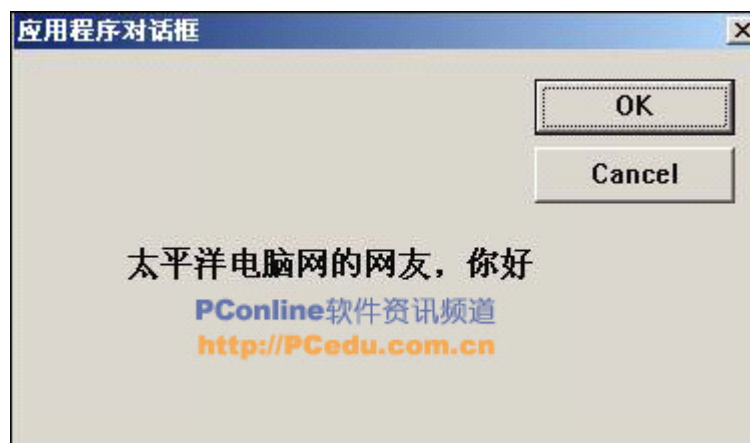 应用程序对话框
OK
Cancel
太平洋电脑网的网友，你好
PConline软件资讯频道
http://PCedu.com.cn